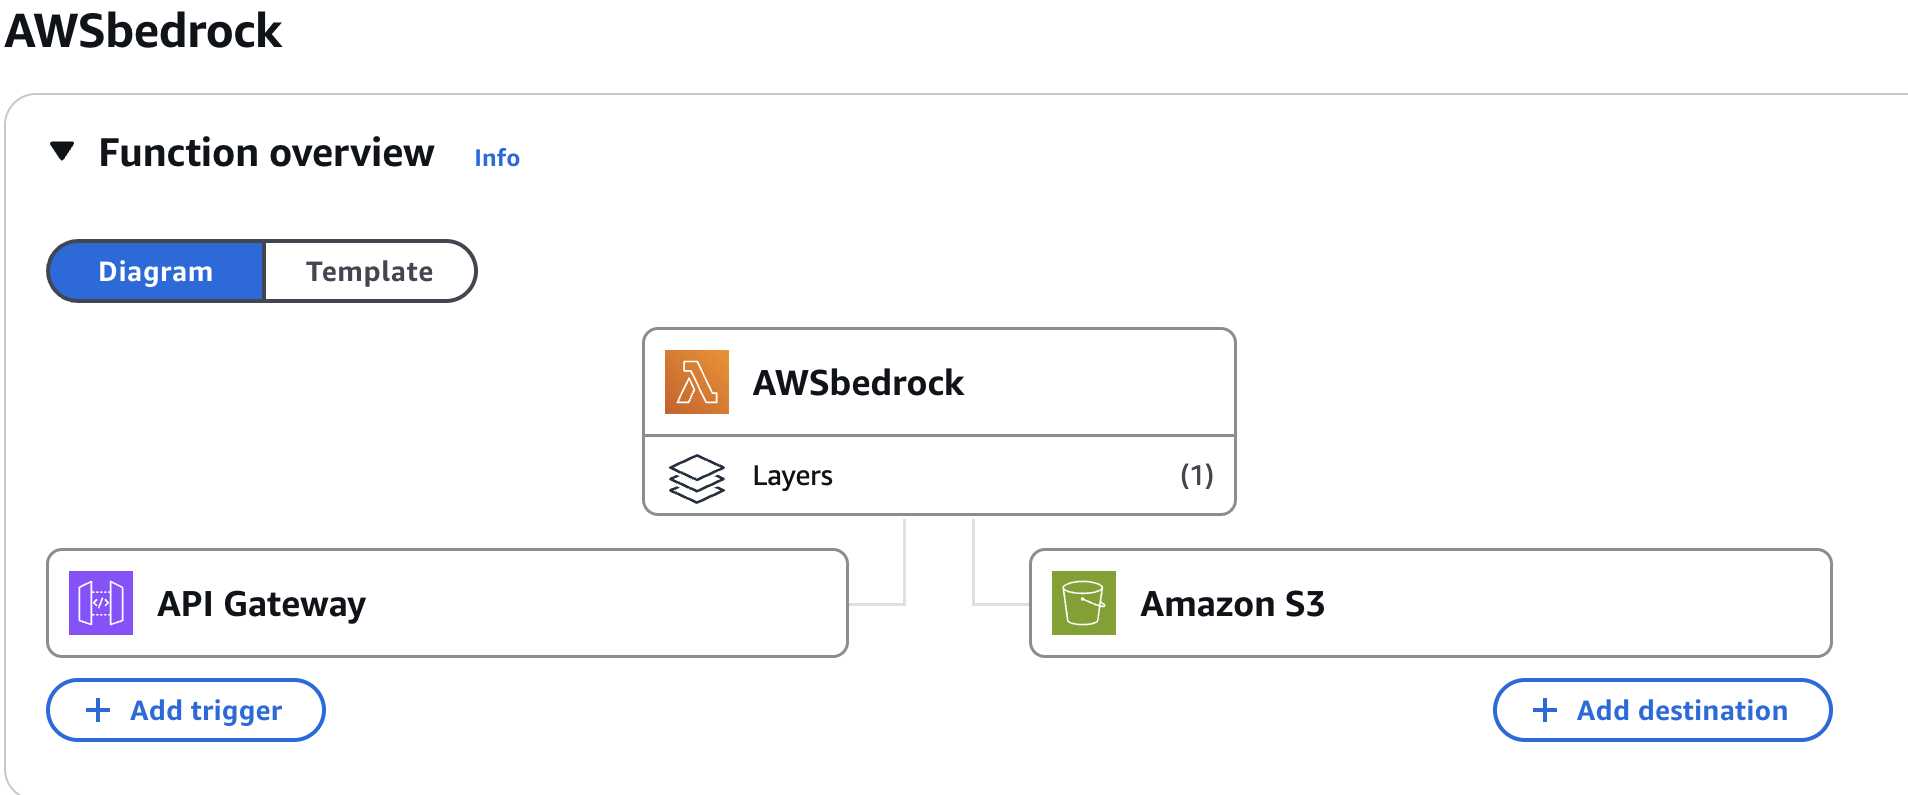 AWSbedrock
Function overview Info
Diagram Template
AWSbedrock
Layers (1)
API Gateway
Amazon S3
+ Add trigger
+ Add destination